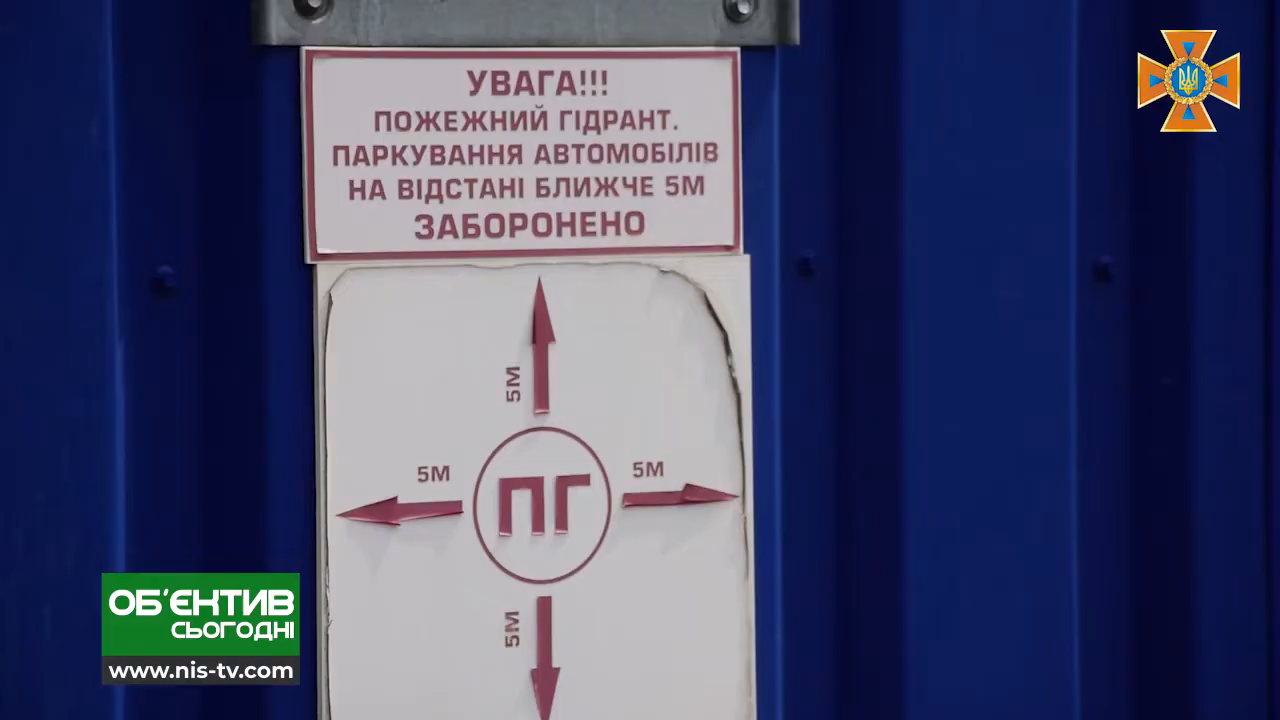 УВАГА!!!
ПОЖЕЖНИЙ ГІДРАНТ.
ПАРКУВАННЯ АВТОМОБІЛІВ
НА ВІДСТАНІ БЛИЖЧЕ 5М
ЗАБОРОНЕНО
5М
5М
5М
ПГ
5М
ОБ'ЄКТИВ
СЬОГОДНІ
www.nis-tv.com